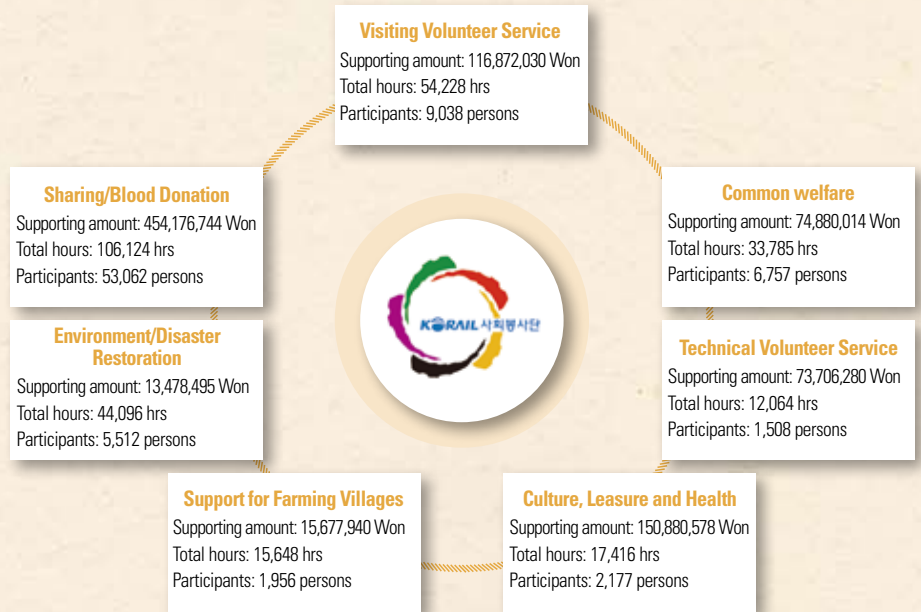 Visiting Volunteer Service
Supporting amount: 116,872,030 Won
Total hours: 54,228 hrs
Participants: 9,038 persons
Sharing/Blood Donation
Supporting amount: 454,176,744 Won
Total hours: 106,124 hrs
Participants: 53,062 persons
Common welfare
Supporting amount: 74,880,014 Won
Total hours: 33,785 hrs
Participants: 6,757 persons
KORAIL 사회봉사단
Environment/Disaster
Restoration
Supporting amount: 13,478,495 Won
Total hours: 44,096 hrs
Participants: 5,512 persons
Technical Volunteer Service
Supporting amount: 73,706,280 Won
Total hours: 12,064 hrs
Participants: 1,508 persons
Support for Farming Villages
Supporting amount: 15,677,940 Won
Total hours: 15,648 hrs
Participants: 1,956 persons
Culture, Leasure and Health
Supporting amount: 150,880,578 Won
Total hours: 17,416 hrs
Participants: 2,177 persons